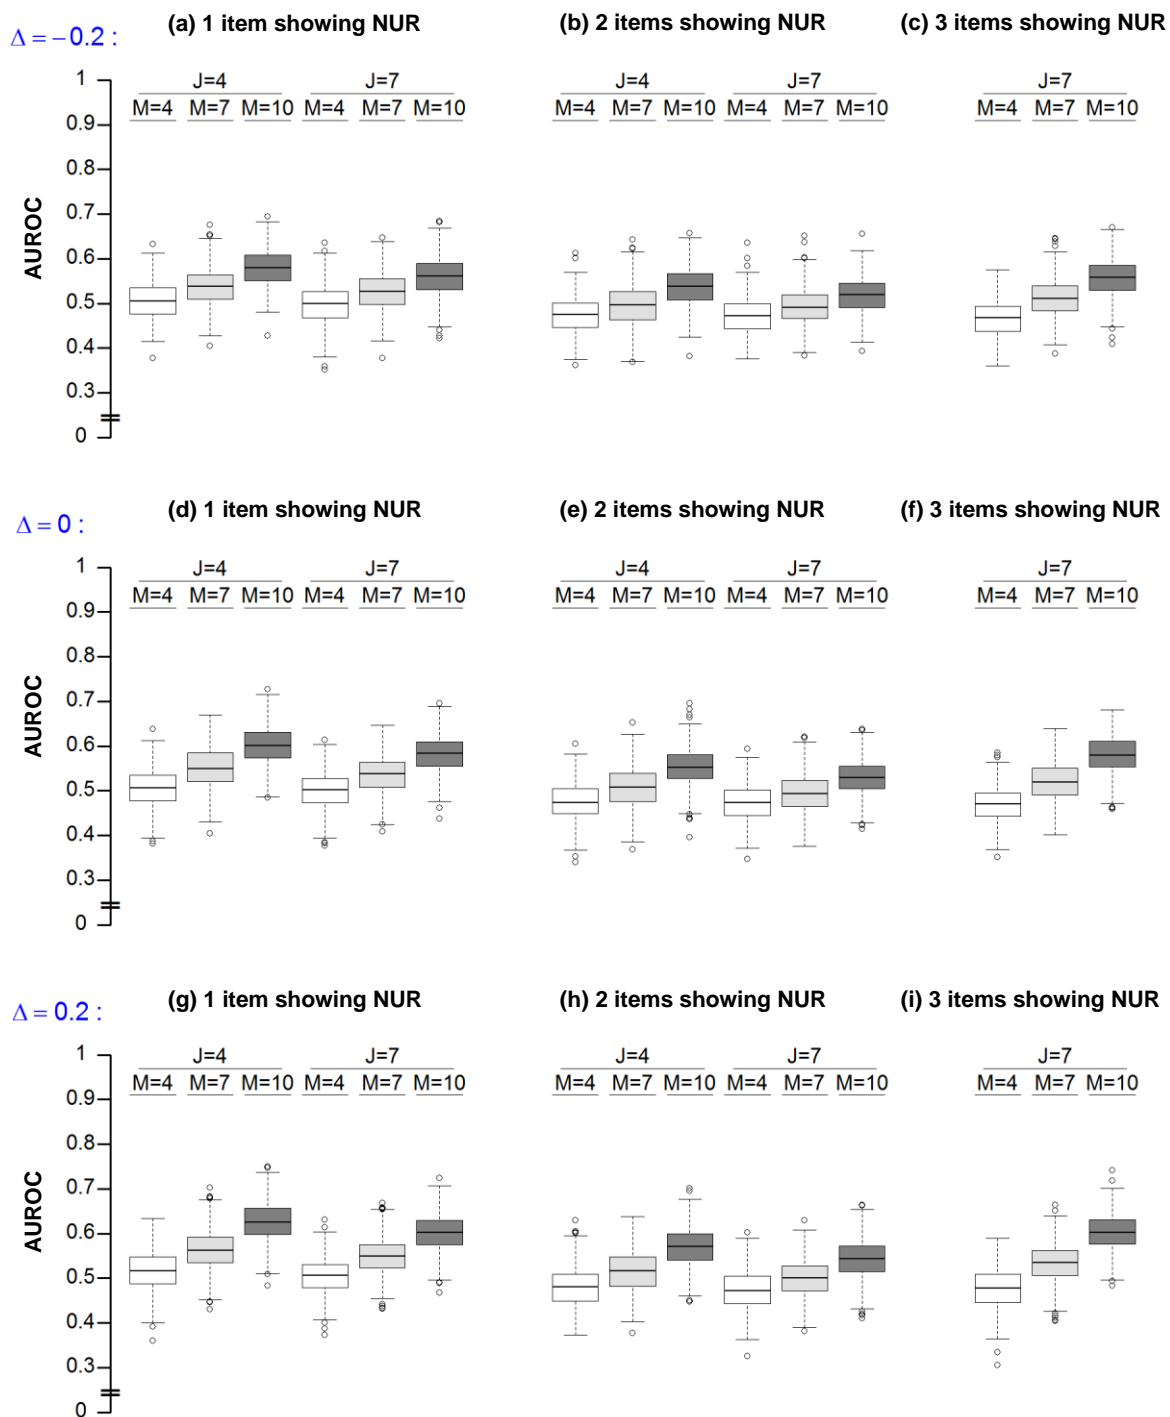 Δ = − 0.2 :
(a) 1 item showing NUR
(b) 2 items showing NUR
(c) 3 items showing NUR
J=4 J=7
M=4 M=7 M=10 M=4 M=7 M=10
J=4 J=7
M=4 M=7 M=10 M=4 M=7 M=10
J=7
M=4 M=7 M=10
AUROC
1
0.9
0.8
0.7
0.6
0.5
0.4
0.3
0
Δ = 0 :
(d) 1 item showing NUR
(e) 2 items showing NUR
(f) 3 items showing NUR
J=4 J=7
M=4 M=7 M=10 M=4 M=7 M=10
J=4 J=7
M=4 M=7 M=10 M=4 M=7 M=10
J=7
M=4 M=7 M=10
AUROC
1
0.9
0.8
0.7
0.6
0.5
0.4
0.3
0
Δ = 0.2 :
(g) 1 item showing NUR
(h) 2 items showing NUR
(i) 3 items showing NUR
J=4 J=7
M=4 M=7 M=10 M=4 M=7 M=10
J=4 J=7
M=4 M=7 M=10 M=4 M=7 M=10
J=7
M=4 M=7 M=10
AUROC
1
0.9
0.8
0.7
0.6
0.5
0.4
0.3
0